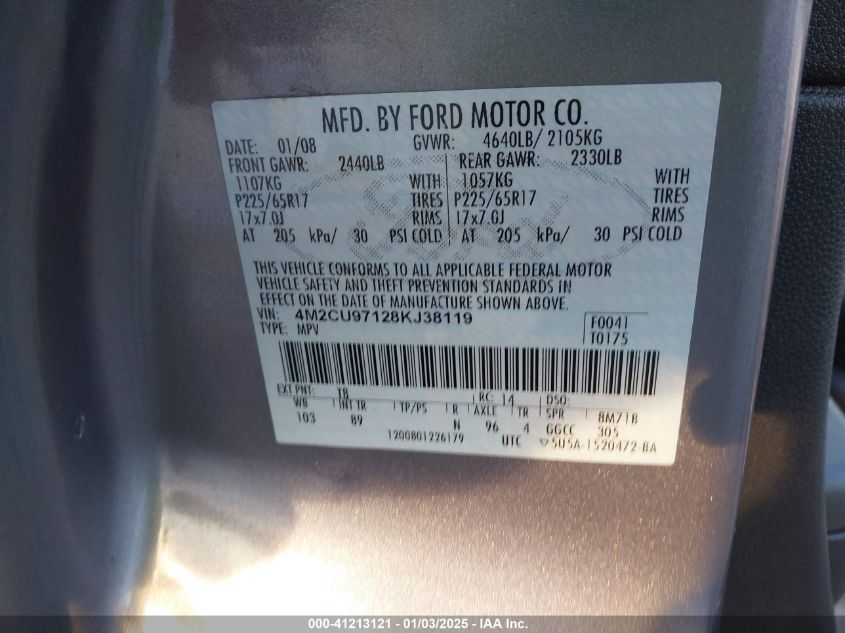 MFD. BY FORD MOTOR CO.
DATE: 01/08 GVWR: 4640LB/ 2105KG
FRONT GAWR: 2440LB REAR GAWR: 2330LB
1107KG WITH 1057KG WITH
P225/65R17 TIRES P225/65R17 TIRES
17x7.0J RIMS 17x7.0J RIMS
AT 205 kPa/ 30 PSI COLD AT 205 kPa/ 30 PSI COLD
THIS VEHICLE CONFORMS TO ALL APPLICABLE FEDERAL MOTOR
VEHICLE SAFETY AND THEFT PREVENTION STANDARDS IN
EFFECT ON THE DATE OF MANUFACTURE SHOWN ABOVE.
VIN: 4M2CU97128KJ38119 F0041
TYPE: MPV T0175
EXT PNT: T8 RC: 14 DSO:
WB INT TR TP/PS R AXLE TR SPR 8M71B
103 89 N 96 4 GGCC 305
1200801226179 UTC 5U5A-1520472-BA
000-41213121 - 01/03/2025 - IAA Inc.